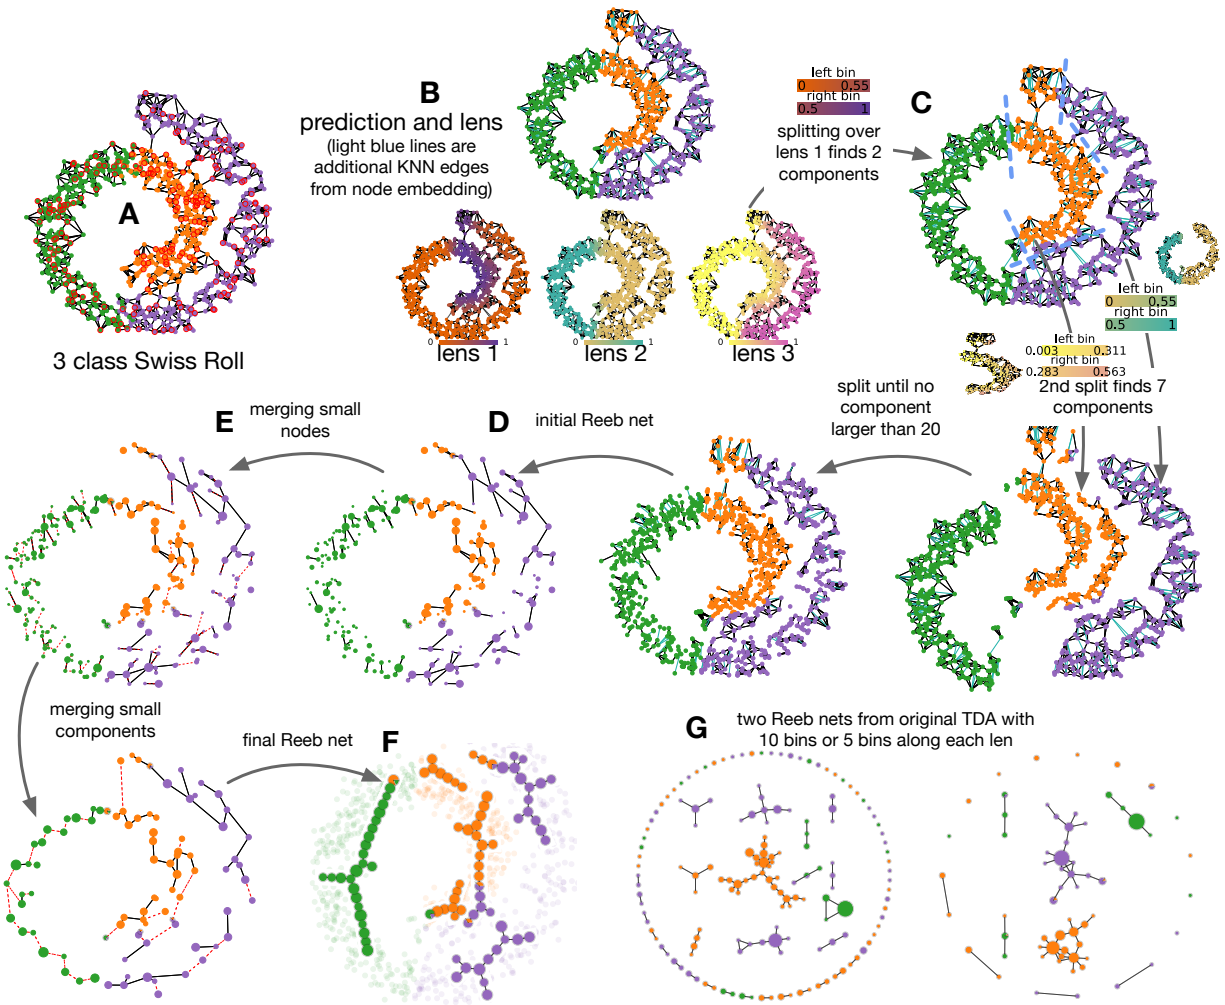 A
3 class Swiss Roll
B
prediction and lens
(light blue lines are
additional KNN edges
from node embedding)
0 lens 1 1
0 lens 2 1
0 lens 3 1
left bin
0 0.55
right bin
0.5 1
splitting over
lens 1 finds 2
components
C
left bin
0 0.55
right bin
0.5 1
left bin
0.003 0.311
right bin
0.283 0.563
2nd split finds 7
components
split until no
component
larger than 20
D
initial Reeb net
E
merging small
nodes
merging small
components
final Reeb net
F
G
two Reeb nets from original TDA with
10 bins or 5 bins along each len